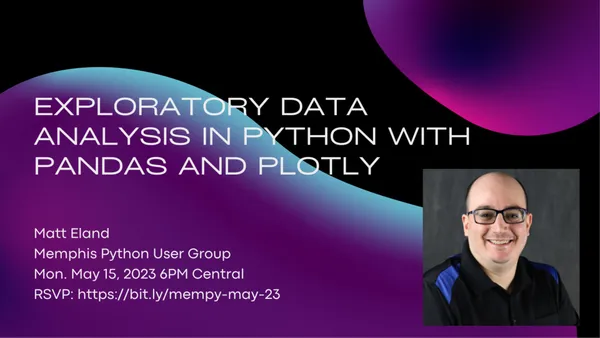 EXPLORATORY DATA
ANALYSIS IN PYTHON WITH
PANDAS AND PLOTLY
Matt Eland
Memphis Python User Group
Mon. May 15, 2023 6PM Central
RSVP: https://bit.ly/mempy-may-23